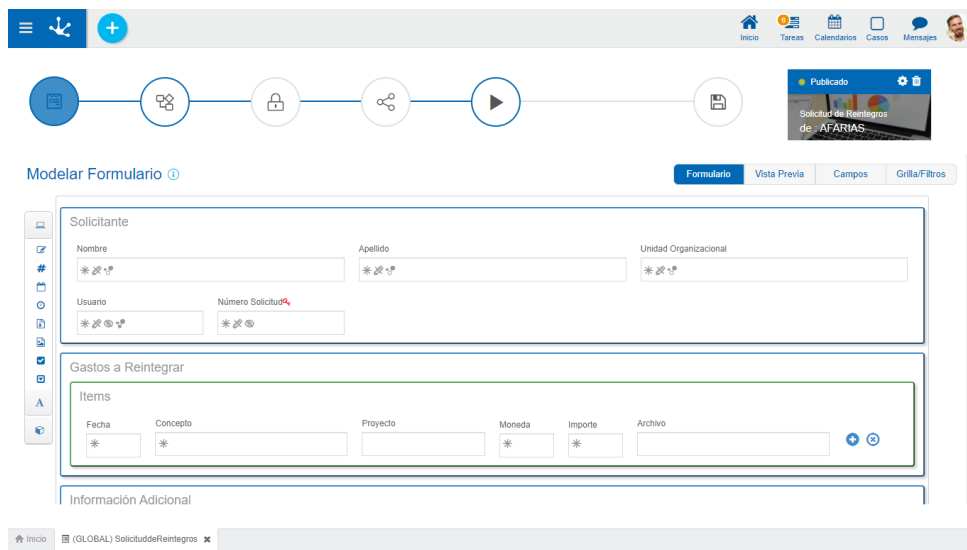 Inicio
0
Tareas
Calendarios
Casos
Mensajes
Publicado
Solicitud de Reintegros
de : AFARIAS
Modelar Formulario
Formulario
Vista Previa
Campos
Grilla/Filtros
Solicitante
Nombre
Apellido
Unidad Organizacional
Usuario
Número Solicitud
Gastos a Reintegrar
Items
Fecha
Concepto
Proyecto
Moneda
Importe
Archivo
Información Adicional
Inicio
(GLOBAL) SolicituddeReintegros